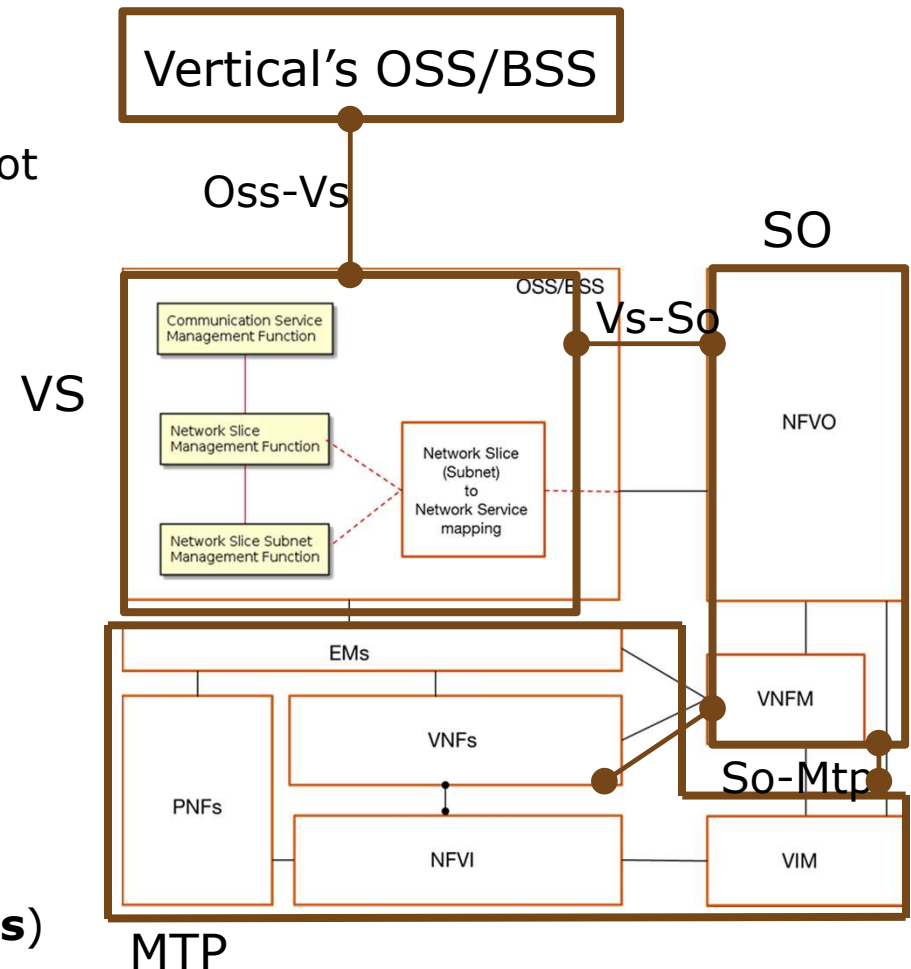 Vertical’s OSS/BSS
ot
Oss-Vs
SO
OSS/BSS
Vs-So
Communication Service
Management Function
VS
Network Slice
Management Function
Network Slice
(Subnet)
to
Network Service
mapping
NFVO
Network Slice Subnet
Management Function
EMs
VNFM
VNFs
So-Mtp
PNFs
NFVI
VIM
s)
MTP